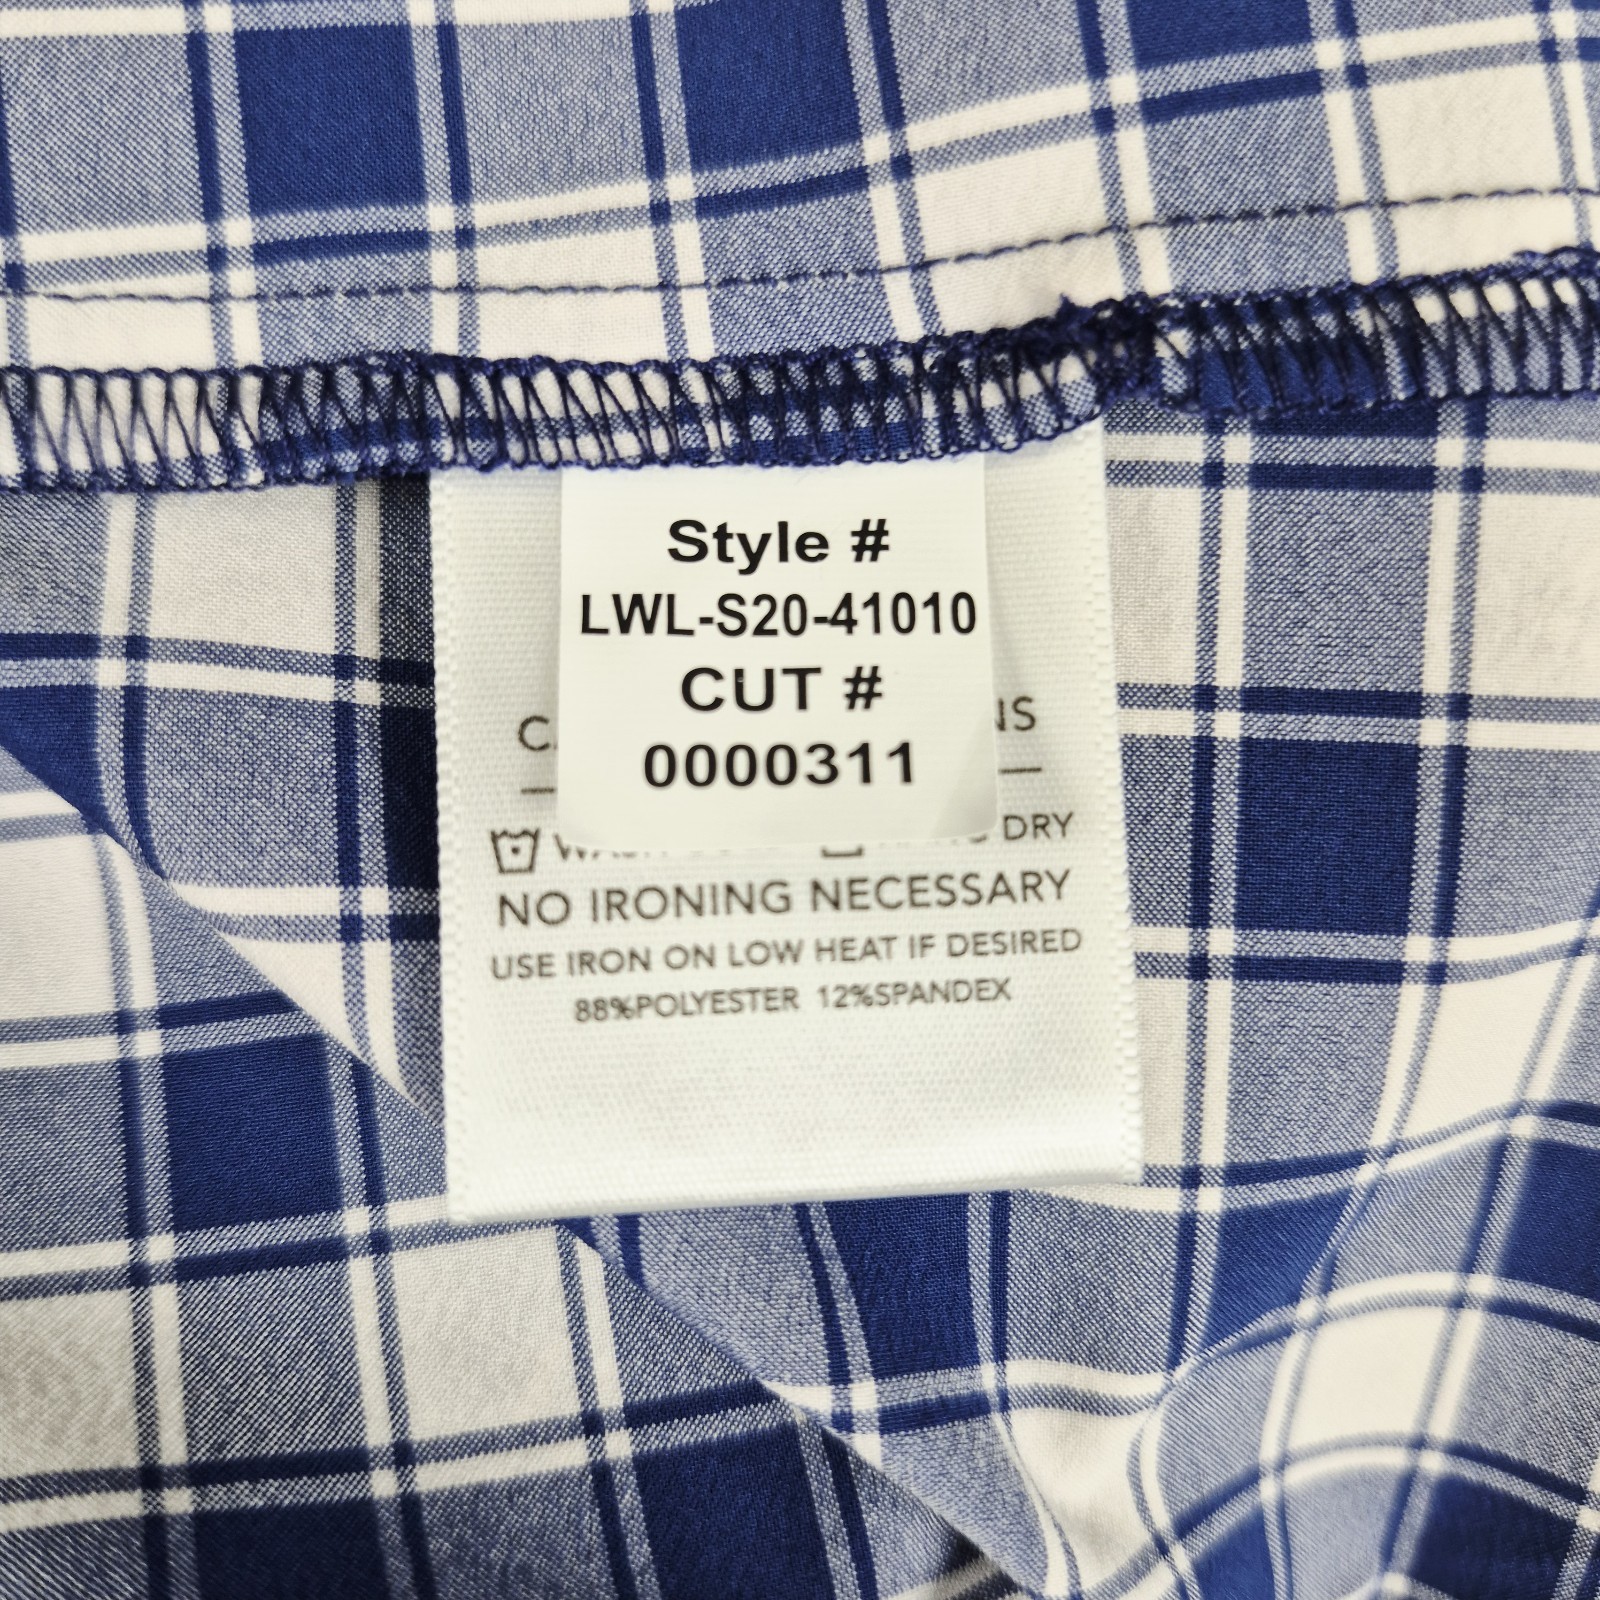 Style #
LWL-S20-41010
CUT #
0000311
DRY
NO IRONING NECESSARY
USE IRON ON LOW HEAT IF DESIRED
88%POLYESTER 12%SPANDEX